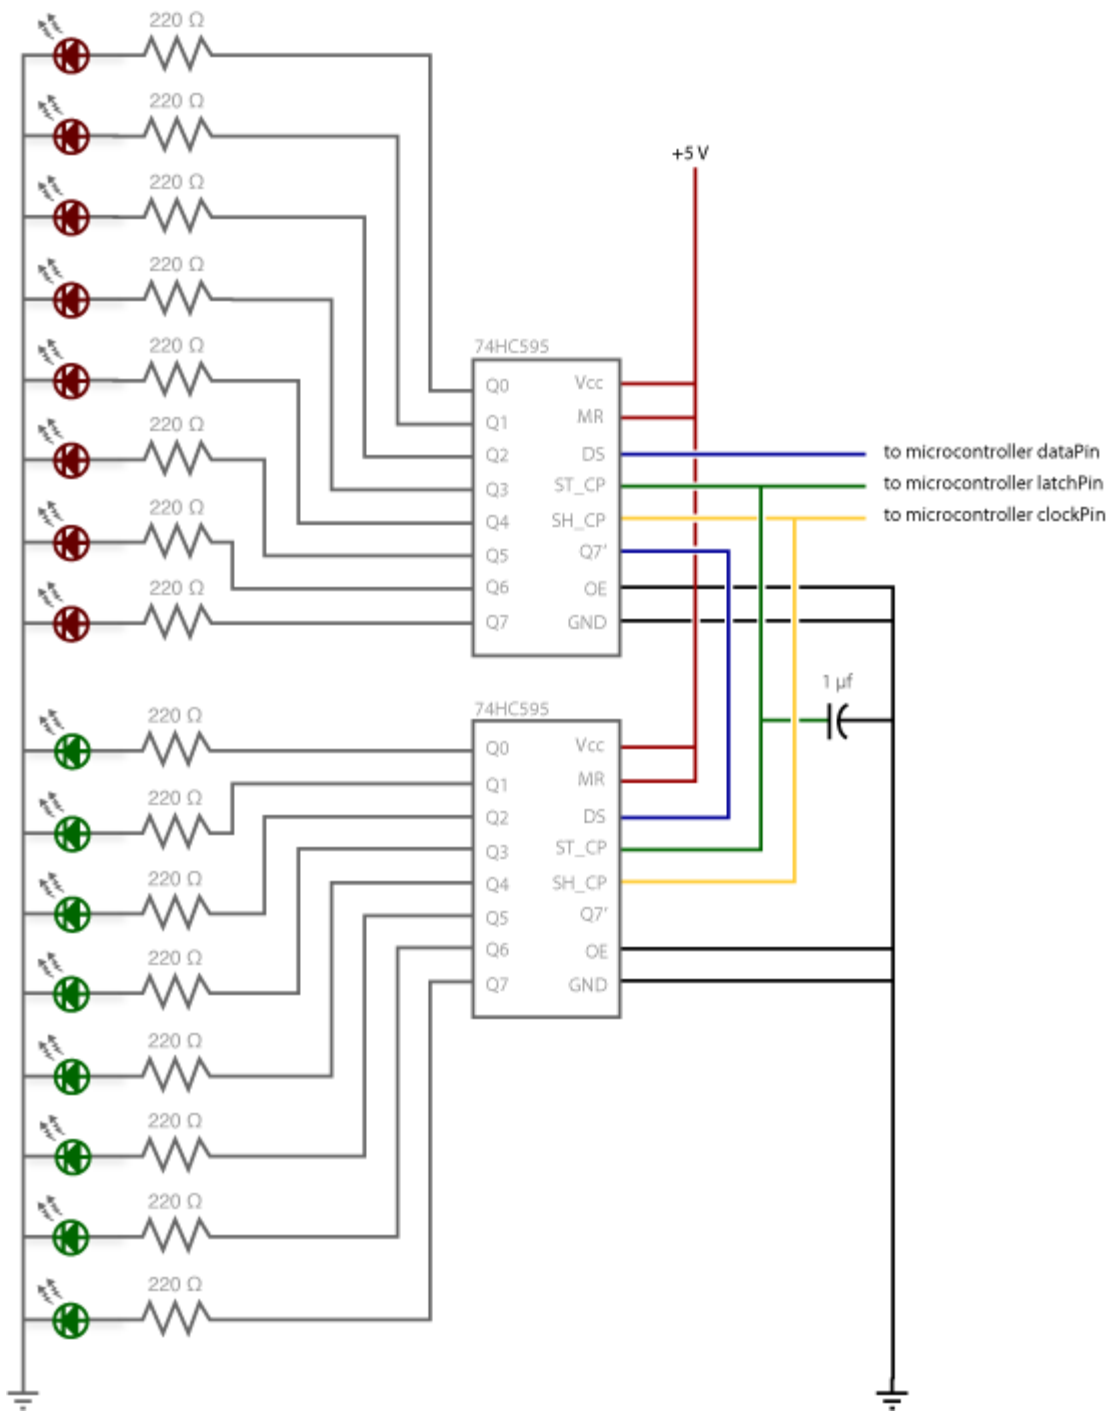 220 Ω
220 Ω
220 Ω
220 Ω
220 Ω
220 Ω
220 Ω
220 Ω
+5 V
74HC595
Q0
Q1
Q2
Q3
Q4
Q5
Q6
Q7
Vcc
MR
DS
ST_CP
SH_CP
Q7'
OE
GND
to microcontroller dataPin
to microcontroller latchPin
to microcontroller clockPin
1 µf
220 Ω
220 Ω
220 Ω
220 Ω
220 Ω
220 Ω
220 Ω
220 Ω
74HC595
Q0
Q1
Q2
Q3
Q4
Q5
Q6
Q7
Vcc
MR
DS
ST_CP
SH_CP
Q7'
OE
GND